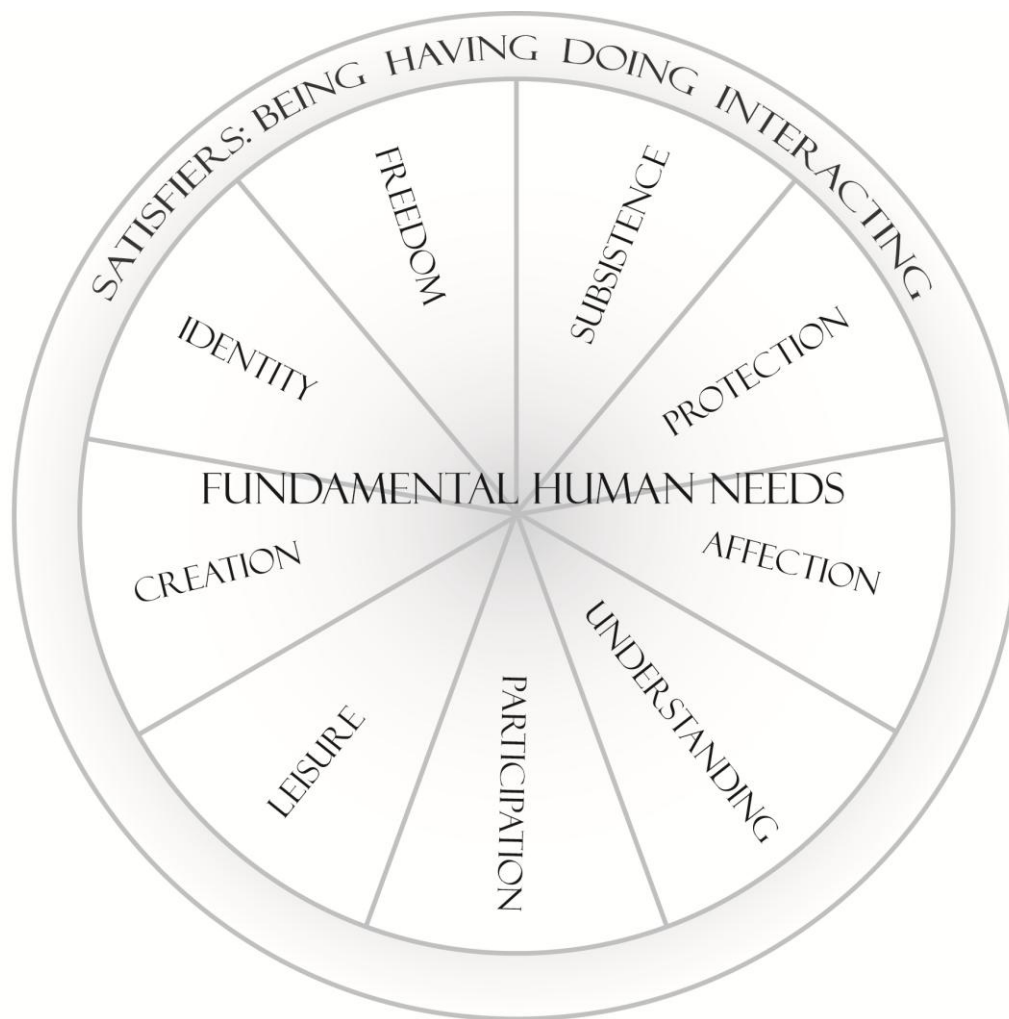 SATISFIERS: BEING HAVING DOING INTERACTING
FREEDOM
SUBSISTENCE
IDENTITY
PROTECTION
FUNDAMENTAL HUMAN NEEDS
CREATION
AFFECTION
UNDERSTANDING
LEISURE
PARTICIPATION